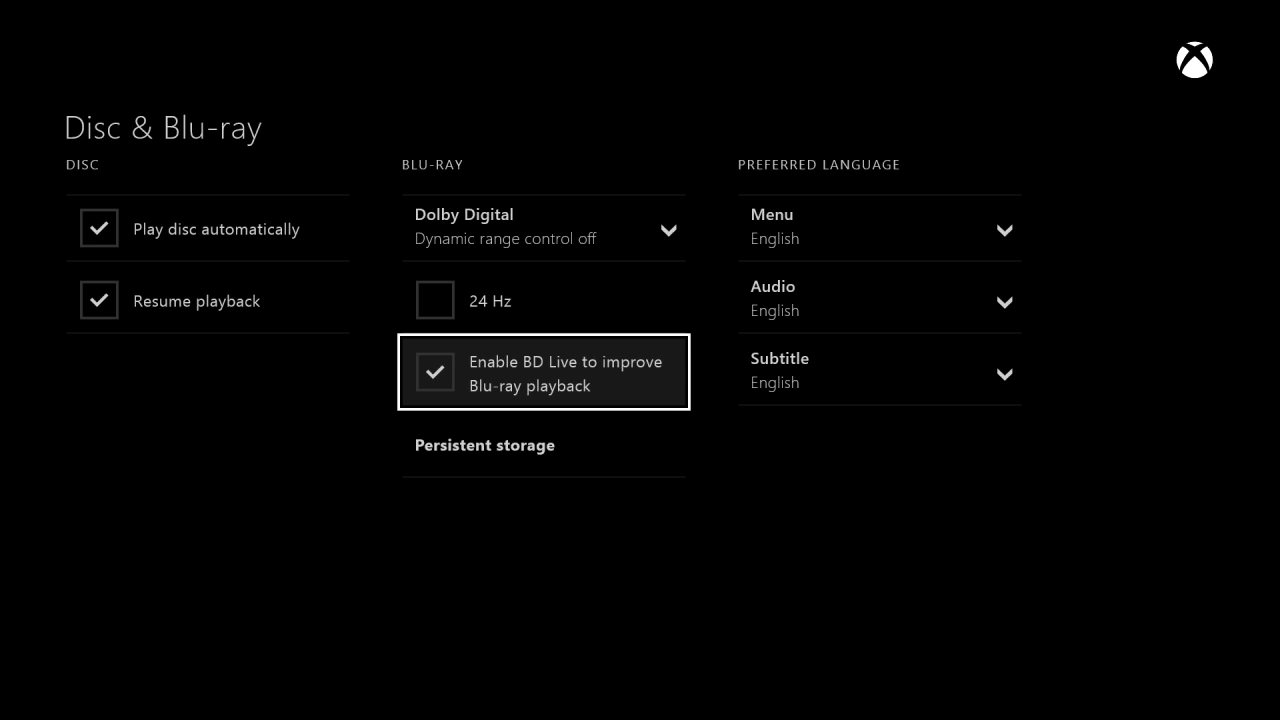 Disc & Blu-ray
DISC
Play disc automatically
Resume playback
BLU-RAY
Dolby Digital
Dynamic range control off
24 Hz
Enable BD Live to improve
Blu-ray playback
Persistent storage
PREFERRED LANGUAGE
Menu
English
Audio
English
Subtitle
English